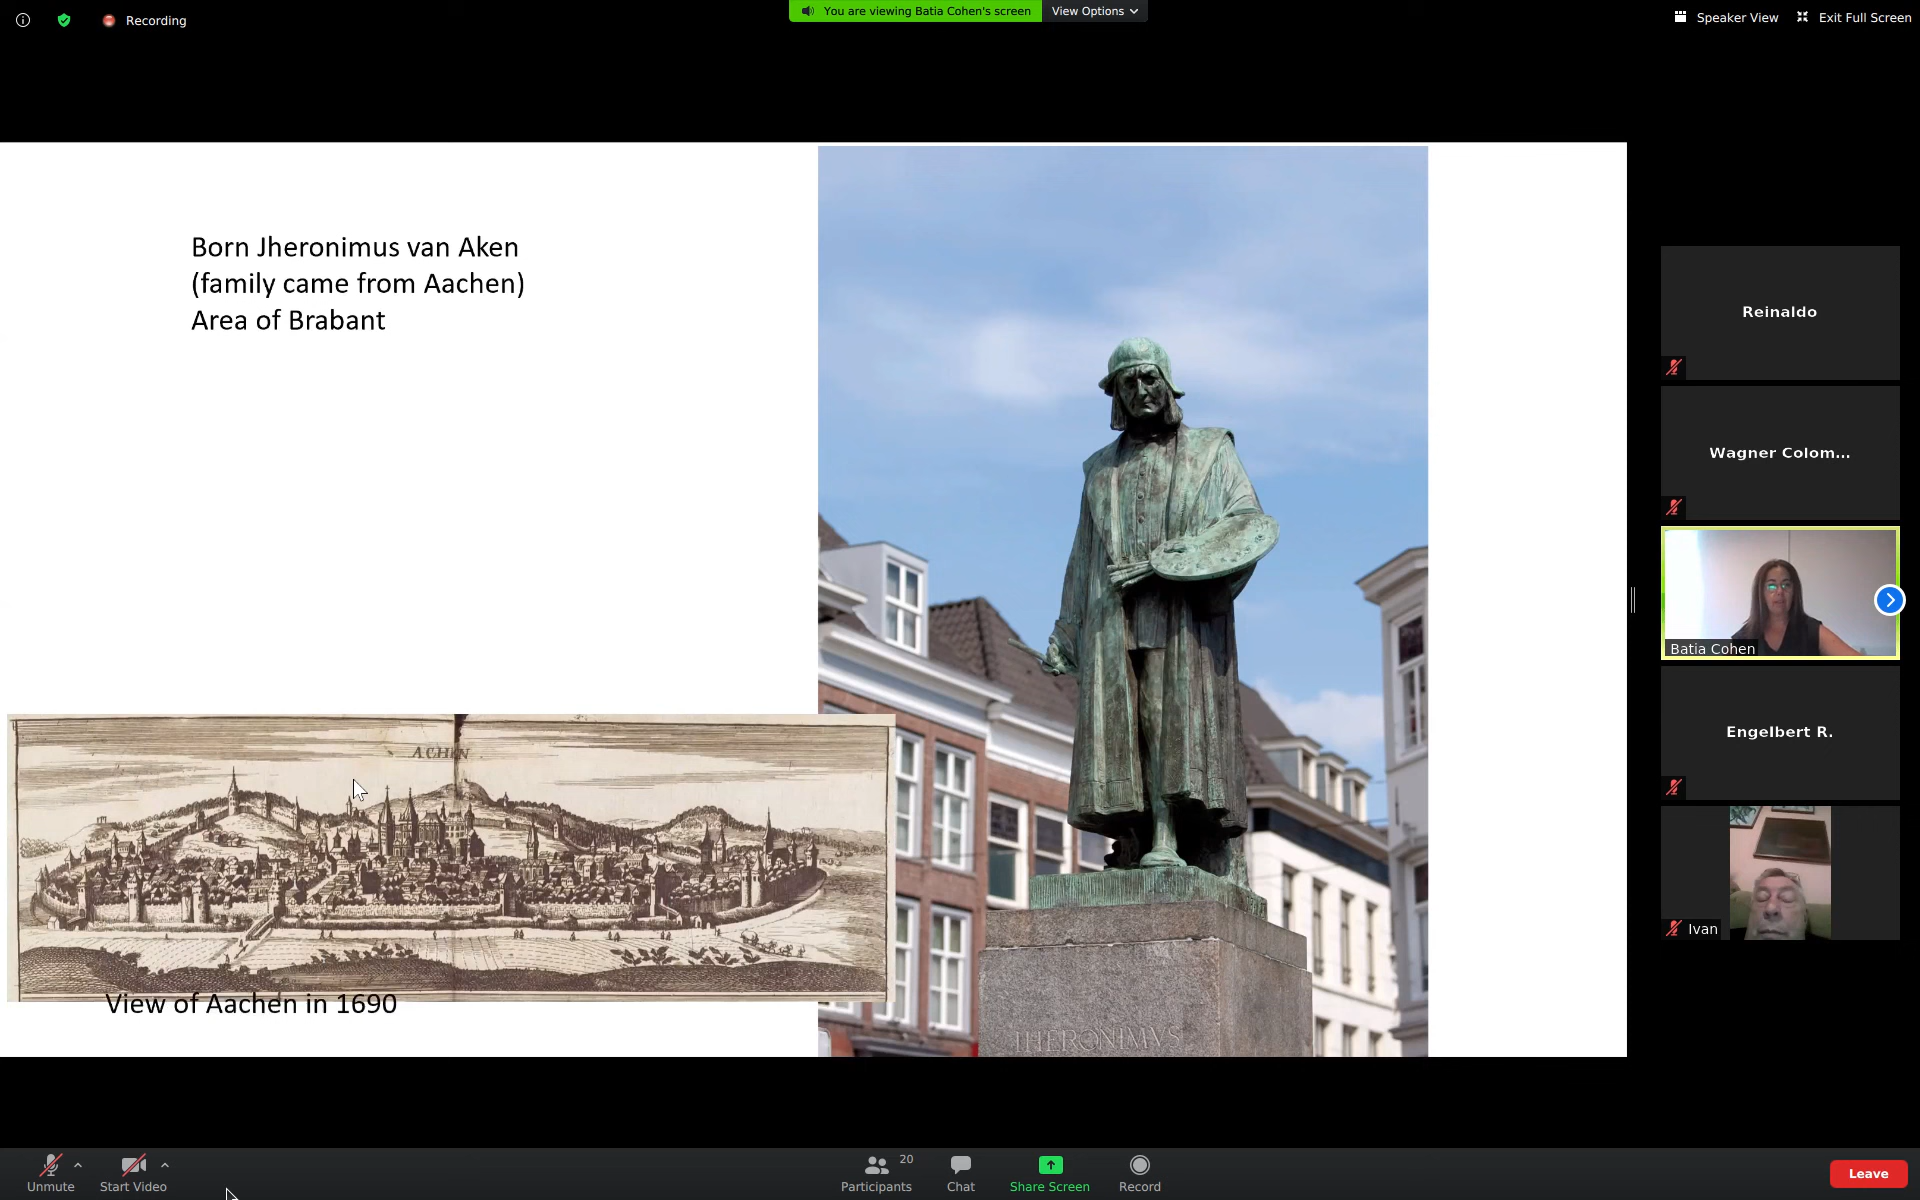 Recording
You are viewing Batia Cohen's screen
View Options
Speaker View
Exit Full Screen
Born Jheronimus van Aken
(family came from Aachen)
Area of Brabant
ACHEN
View of Aachen in 1690
HIERONIMVS
Reinaldo
Wagner Colom...
Batia Cohen
Engelbert R.
Ivan
Unmute
Start Video
Participants
20
Chat
Share Screen
Record
Leave